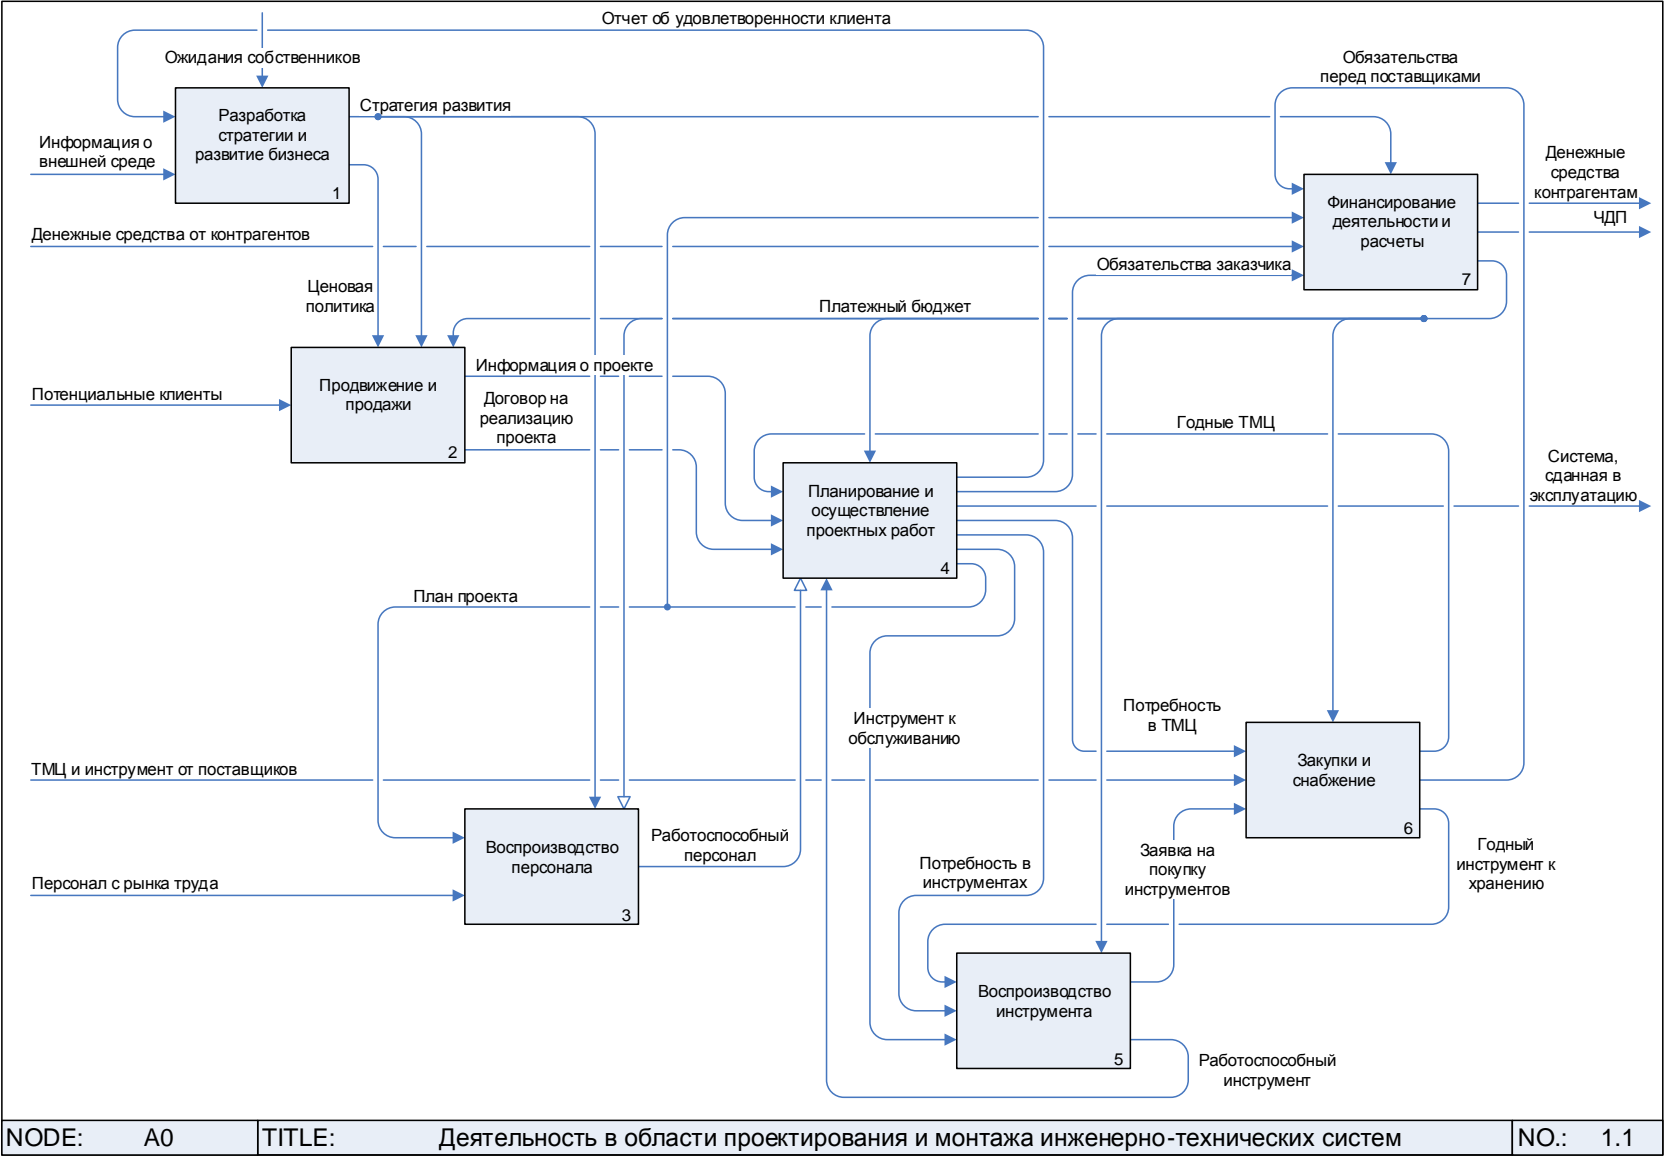 Отчет об удовлетворенности клиента
Ожидания собственников
Обязательства
перед поставщиками
Разработка
стратегии и
развитие бизнеса
1
Стратегия развития
Информация о
внешней среде
Денежные
средства
контрагентам
ЧДП
Финансирование
деятельности и
расчеты
7
Денежные средства от контрагентов
Обязательства заказчика
Ценовая
политика
Платежный бюджет
Продвижение и
продажи
2
Информация о проекте
Потенциальные клиенты
Договор на
реализацию
проекта
Годные ТМЦ
Система,
сданная в
эксплуатацию
Планирование и
осуществление
проектных работ
4
План проекта
Инструмент к
обслуживанию
Потребность
в ТМЦ
ТМЦ и инструмент от поставщиков
Закупки и
снабжение
6
Воспроизводство
персонала
3
Работоспособный
персонал
Персонал с рынка труда
Потребность в
инструментах
Заявка на
покупку
инструментов
Годный
инструмент к
хранению
Воспроизводство
инструмента
5
Работоспособный
инструмент
NODE: A0 TITLE: Деятельность в области проектирования и монтажа инженерно-технических систем NO.: 1.1